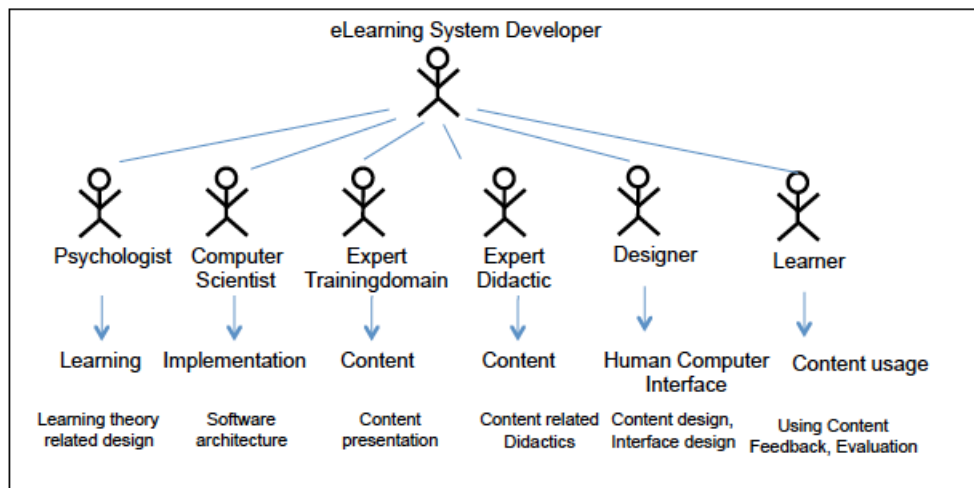 eLearning System Developer
Psychologist
Computer
Scientist
Expert
Trainingdomain
Expert
Didactic
Designer
Learner
Learning
Implementation
Content
Content
Human Computer
Interface
Content usage
Learning theory
related design
Software
architecture
Content
presentation
Content related
Didactics
Content design,
Interface design
Using Content
Feedback, Evaluation